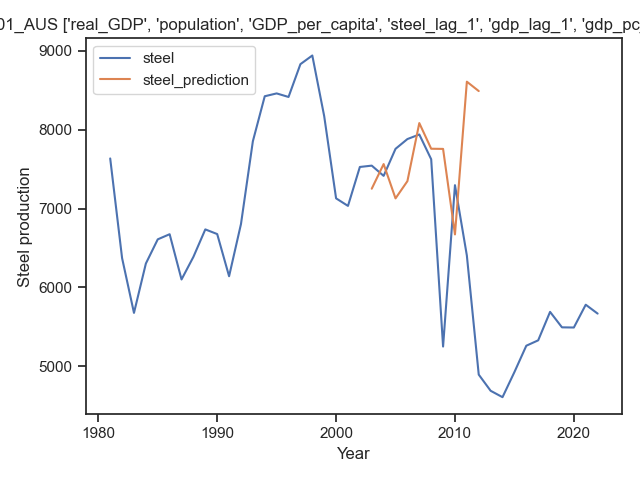 01_AUS ['real_GDP', 'population', 'GDP_per_capita', 'steel_lag_1', 'gdp_lag_1', 'gdp_pc_
steel
steel_prediction
9000
8000
7000
6000
5000
Steel production
1980
1990
2000
2010
2020
Year